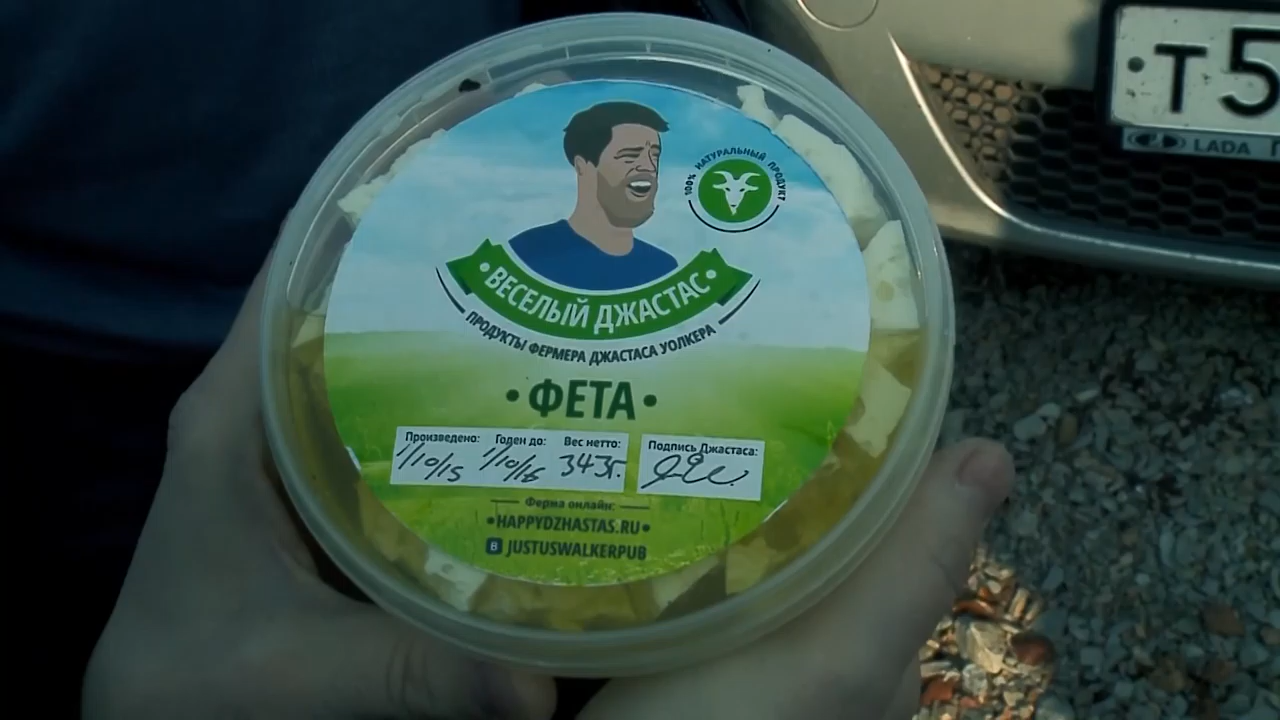 Т 5
LADA
100% НАТУРАЛЬНЫЙ ПРОДУКТ
• ВЕСЕЛЫЙ ДЖАСТАС •
ПРОДУКТЫ ФЕРМЕРА ДЖАСТАСА УОЛКЕРА
• ФЕТА •
Произведено: Годен до: Вес нетто: Подпись Джастаса:
1/10/15 1/10/16 343г.
Ферма онлайн:
•HAPPYDZHASTAS.RU•
В JUSTUSWALKERPUB